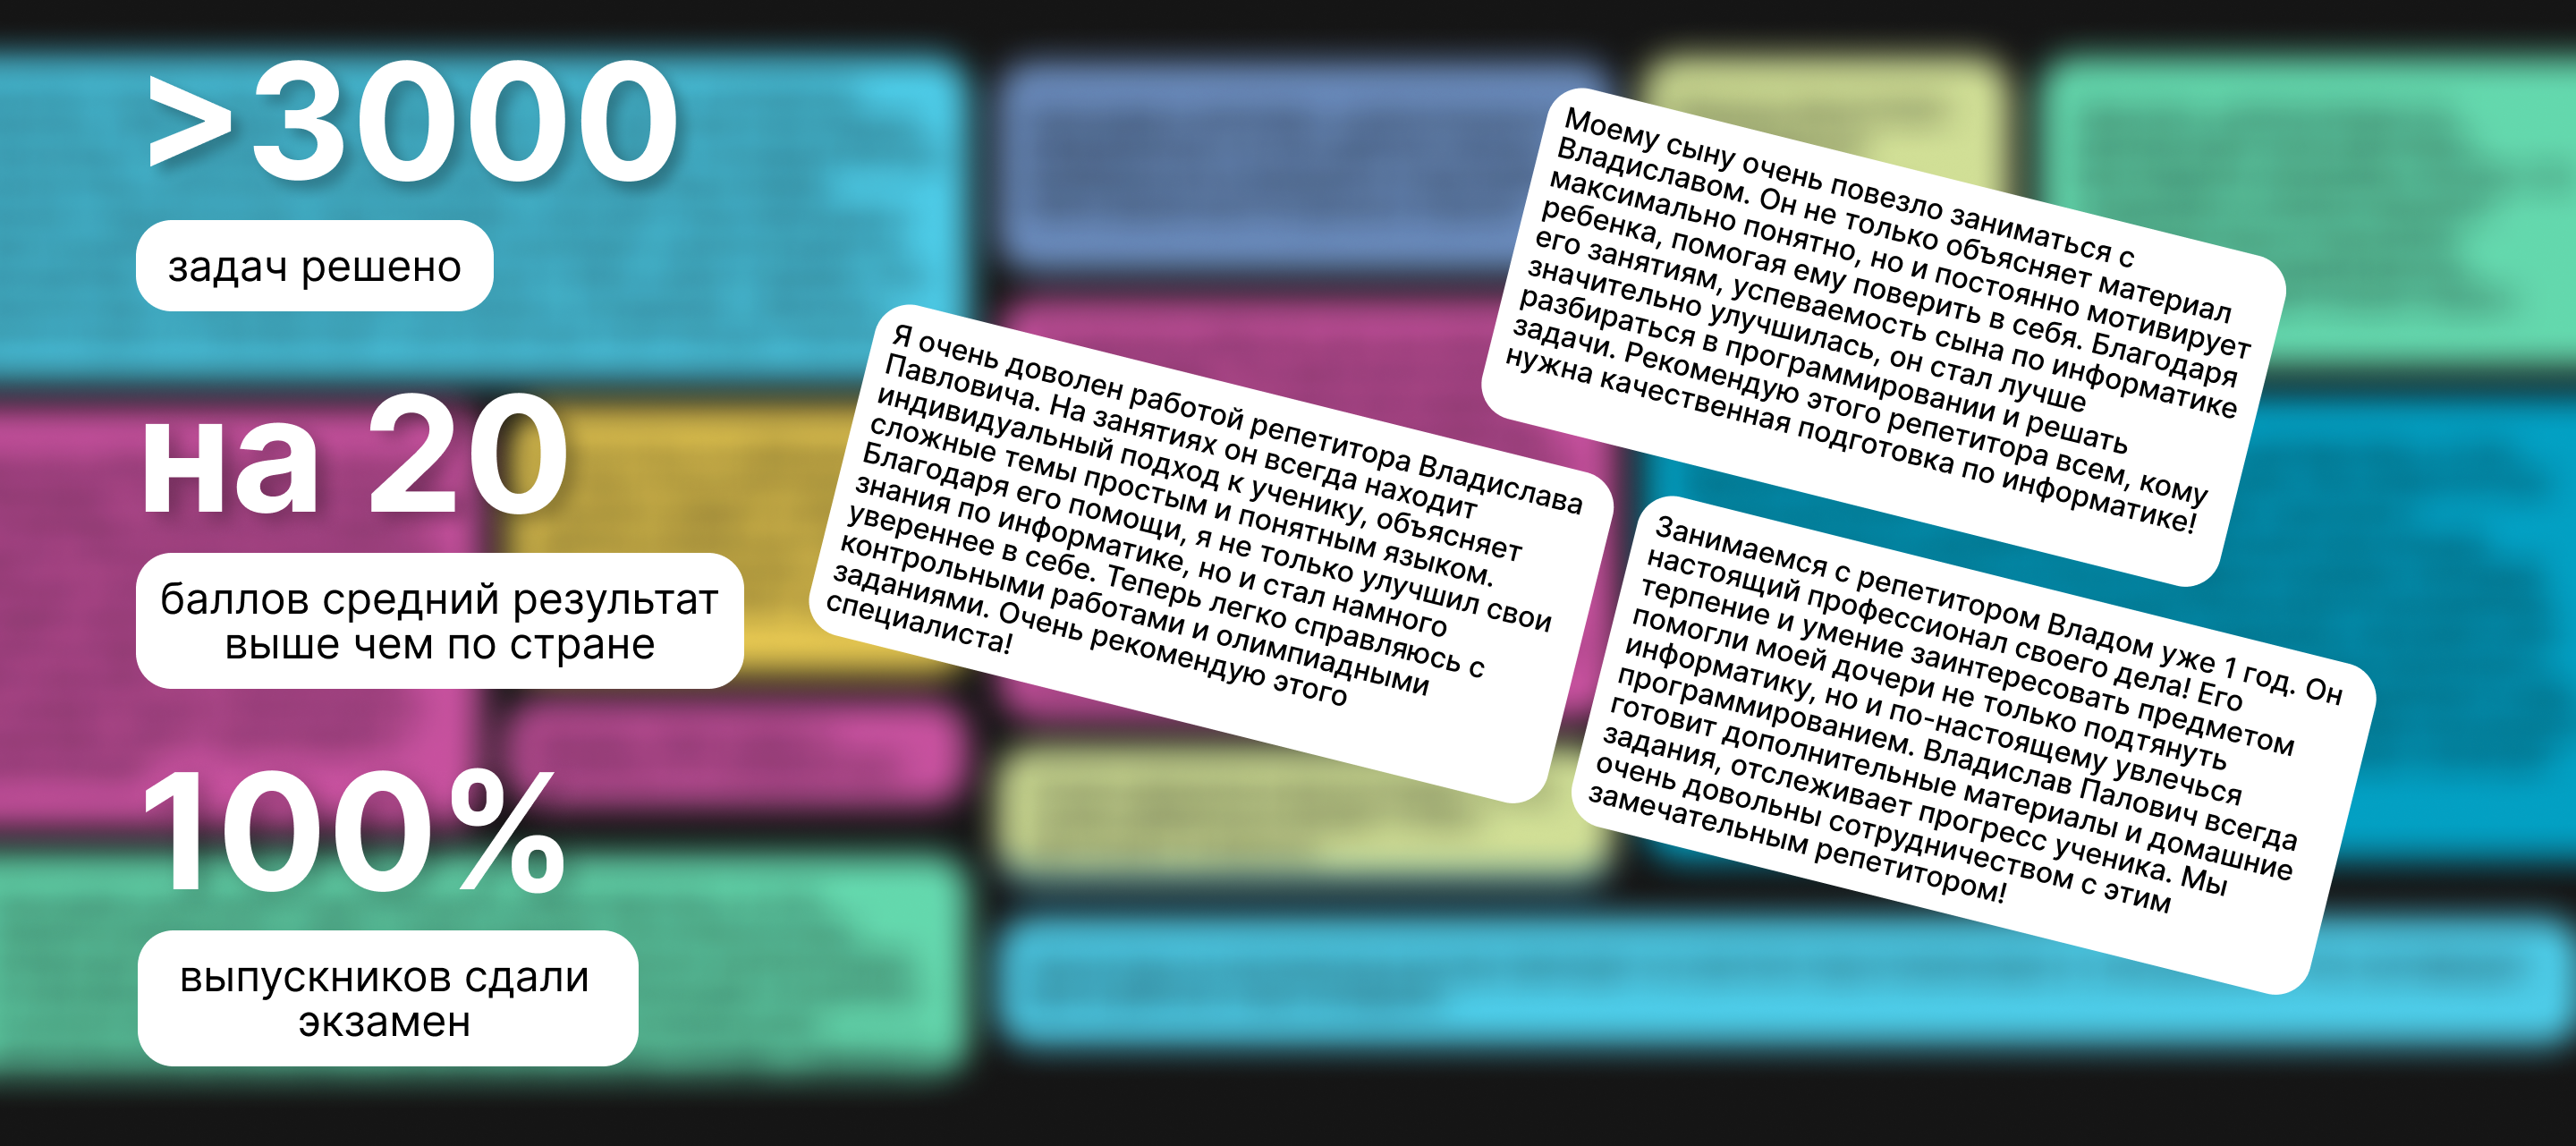 >3000
задач решено
на 20
баллов средний результат
выше чем по стране
100%
выпускников сдали
экзамен
Я очень доволен работой репетитора Владислава
Павловича. На занятиях он всегда находит
индивидуальный подход к ученику, объясняет
сложные темы простым и понятным языком.
Благодаря его помощи, я не только улучшил свои
знания по информатике, но и стал намного
увереннее в себе. Теперь легко справляюсь с
контрольными работами и олимпиадными
заданиями. Очень рекомендую этого
специалиста!
Моему сыну очень повезло заниматься с
Владиславом. Он не только объясняет материал
максимально понятно, но и постоянно мотивирует
ребенка, помогая ему поверить в себя. Благодаря
его занятиям, успеваемость сына по информатике
значительно улучшилась, он стал лучше
разбираться в программировании и решать
задачи. Рекомендую этого репетитора всем, кому
нужна качественная подготовка по информатике!
Занимаемся с репетитором Владом уже 1 год. Он
настоящий профессионал своего дела! Его
терпение и умение заинтересовать предметом
помогли моей дочери не только подтянуть
информатику, но и по-настоящему увлечься
программированием. Владислав Палович всегда
готовит дополнительные материалы и домашние
задания, отслеживает прогресс ученика. Мы
очень довольны сотрудничеством с этим
замечательным репетитором!